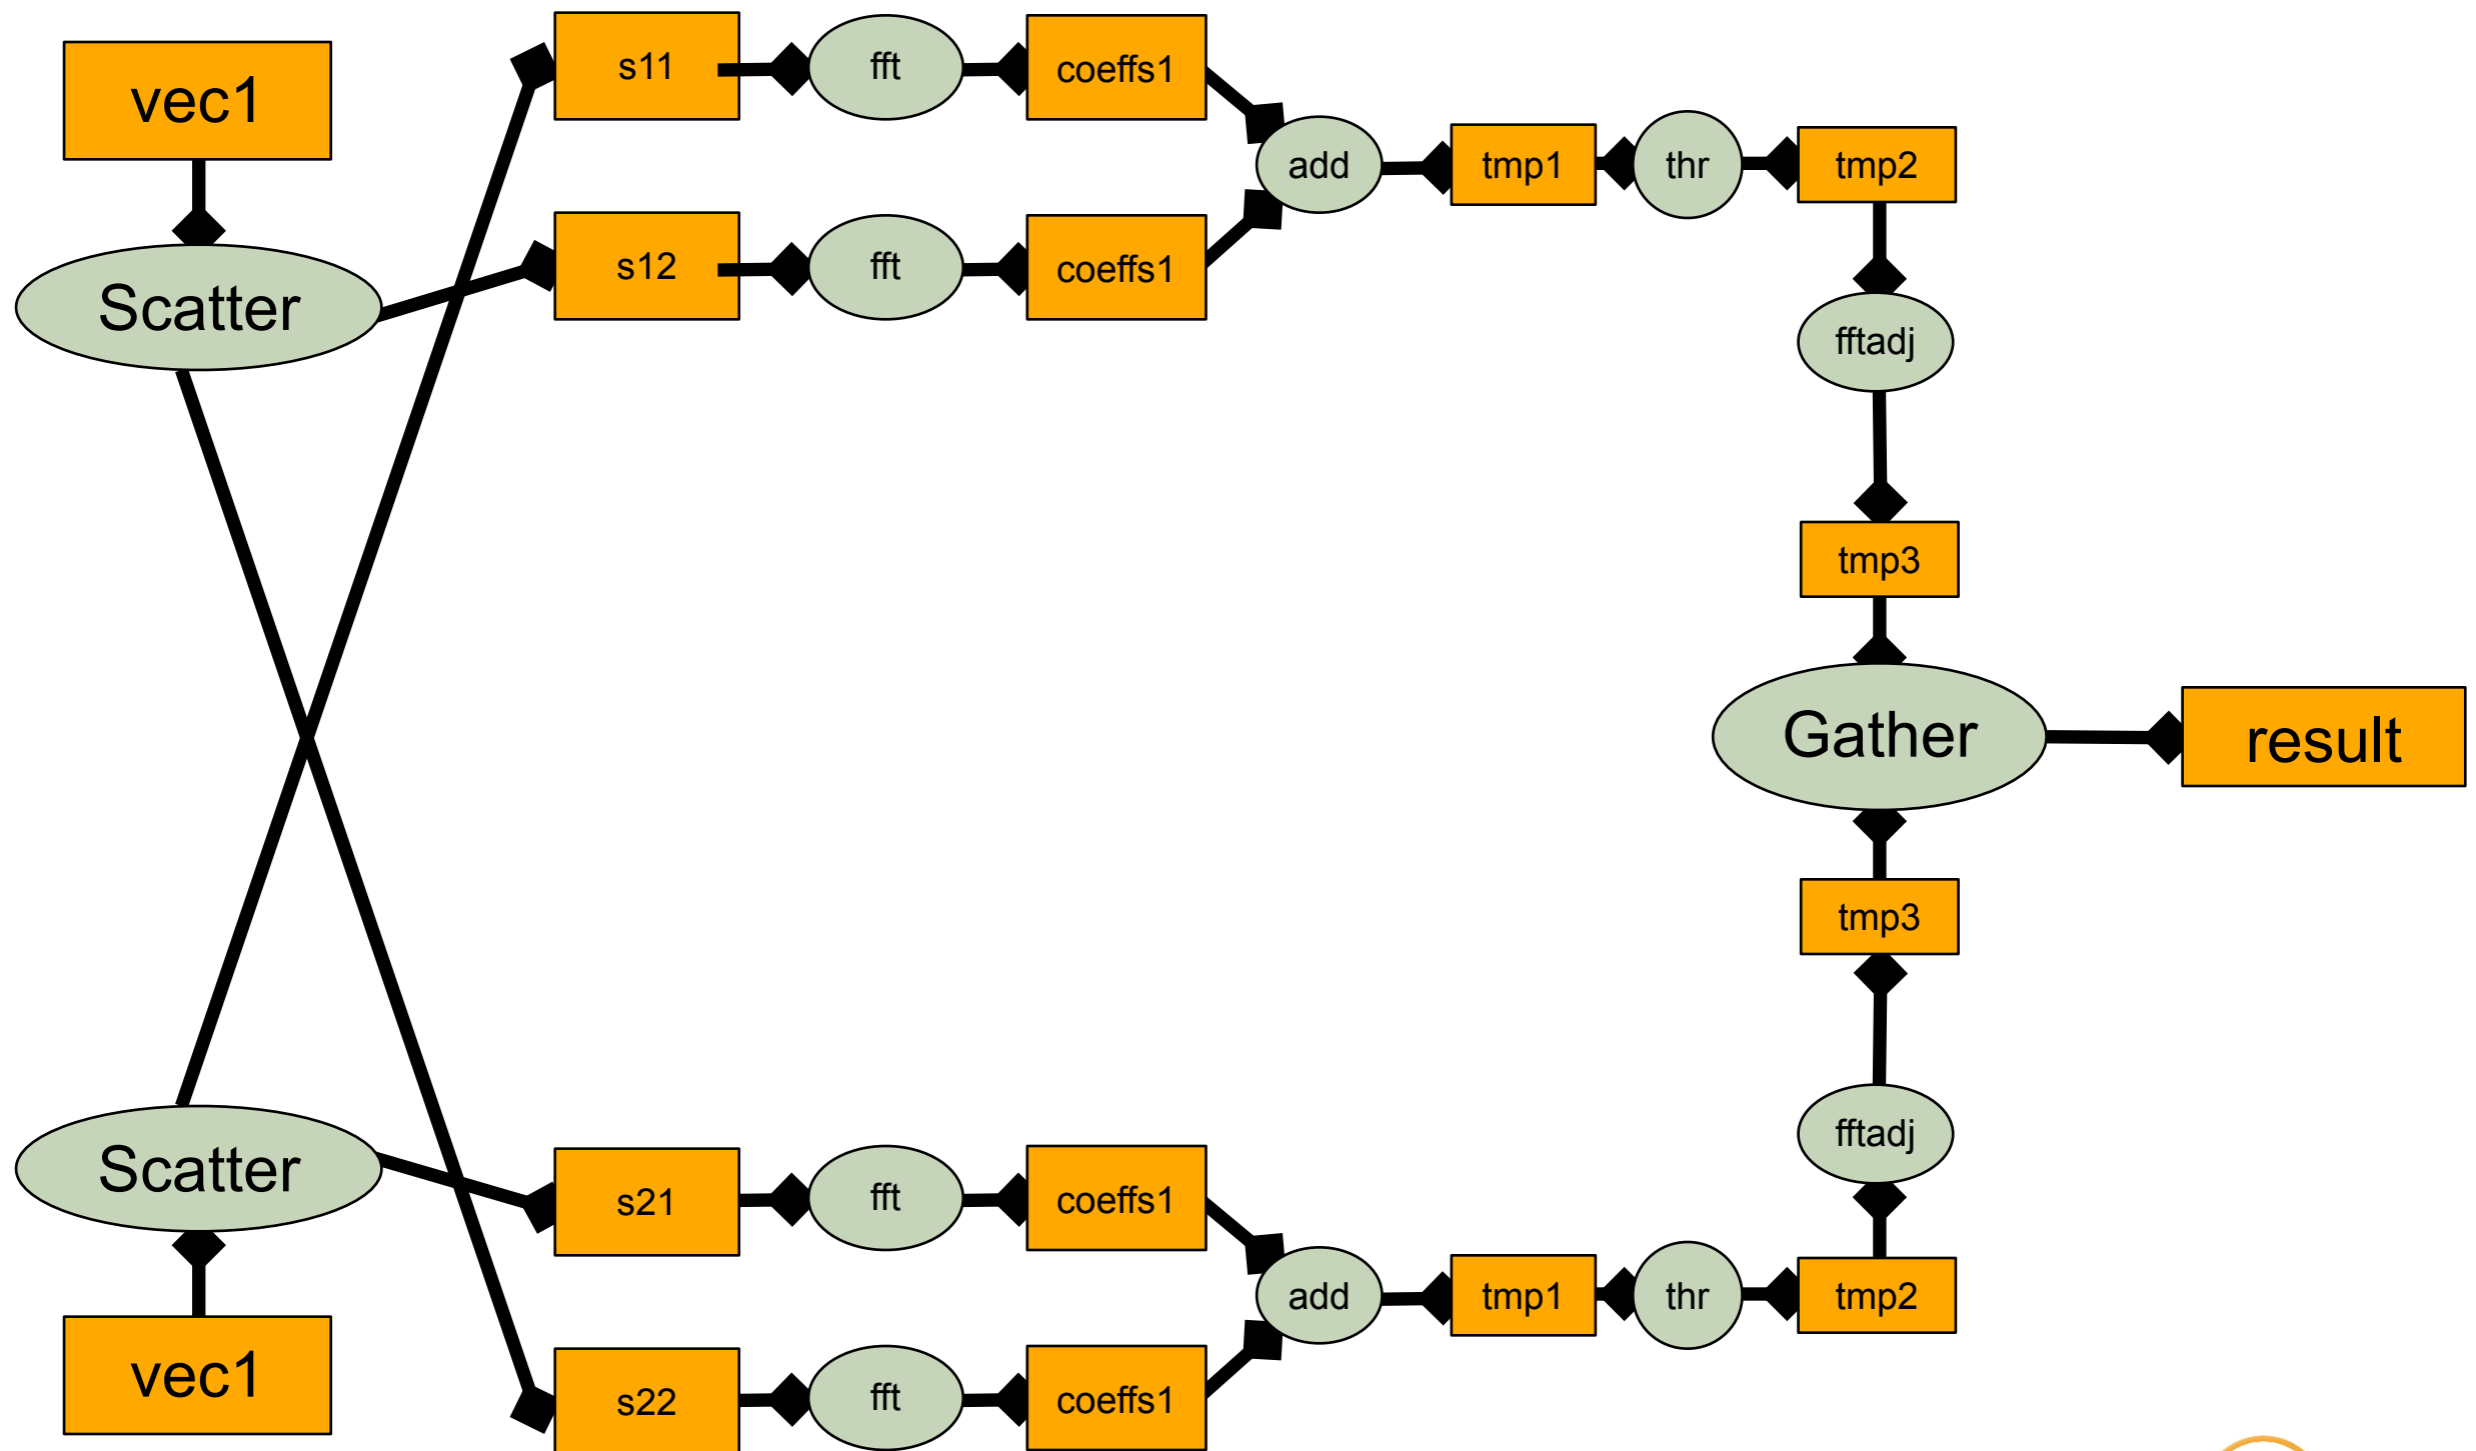 vec1
Scatter
s11
fft
coeffs1
s12
fft
coeffs1
add
tmp1
thr
tmp2
fftadj
tmp3
Gather
result
tmp3
fftadj
Scatter
vec1
s21
fft
coeffs1
s22
fft
coeffs1
add
tmp1
thr
tmp2